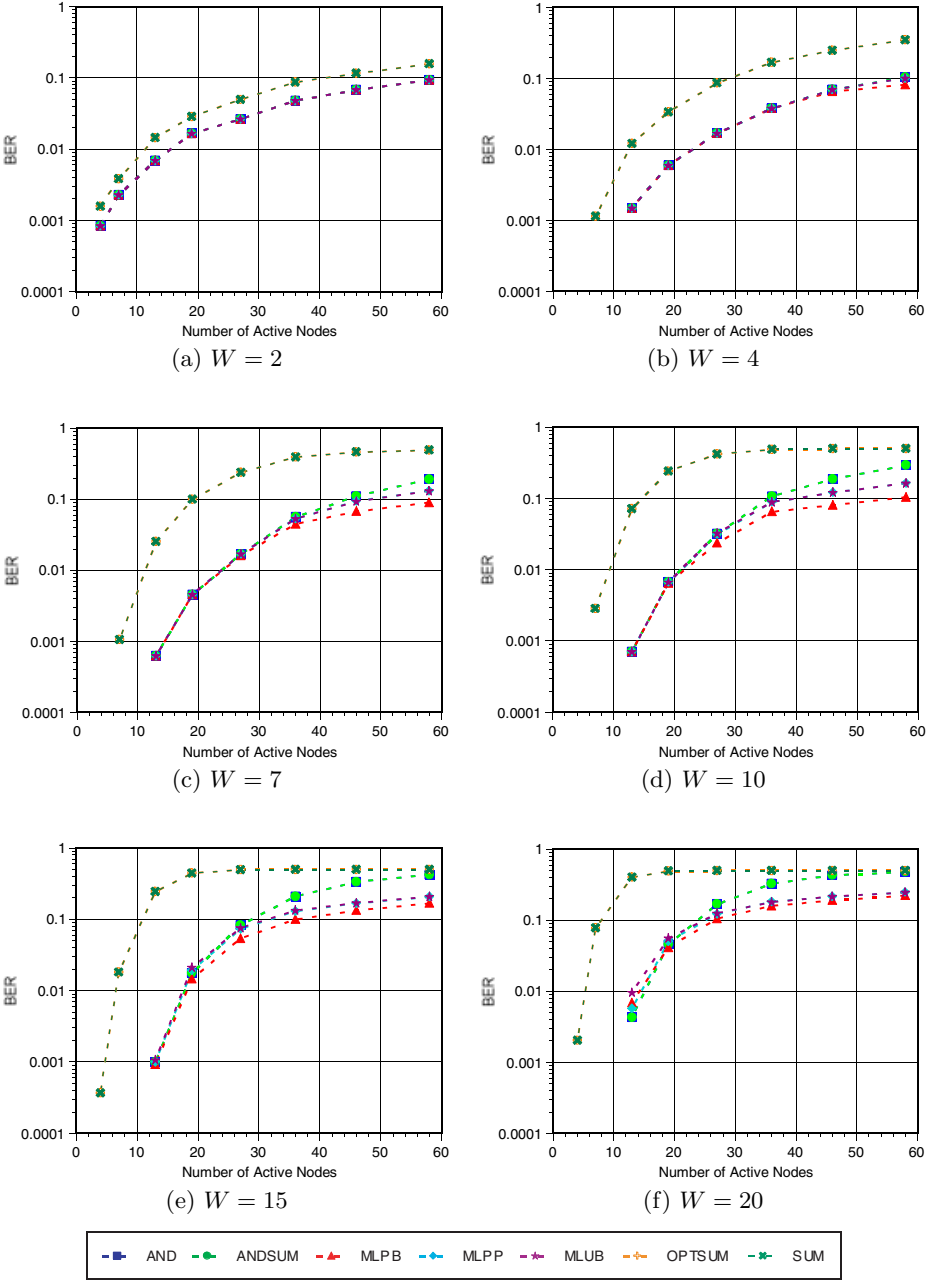 1
0.1
0.01
0.001
0.0001
BER
0 10 20 30 40 50 60
Number of Active Nodes
(a) W = 2
1
0.1
0.01
0.001
0.0001
BER
0 10 20 30 40 50 60
Number of Active Nodes
(b) W = 4
1
0.1
0.01
0.001
0.0001
BER
0 10 20 30 40 50 60
Number of Active Nodes
(c) W = 7
1
0.1
0.01
0.001
0.0001
BER
0 10 20 30 40 50 60
Number of Active Nodes
(d) W = 10
1
0.1
0.01
0.001
0.0001
BER
0 10 20 30 40 50 60
Number of Active Nodes
(e) W = 15
1
0.1
0.01
0.001
0.0001
BER
0 10 20 30 40 50 60
Number of Active Nodes
(f) W = 20
AND ANDSUM MLPB MLPP MLUB OPTSUM SUM